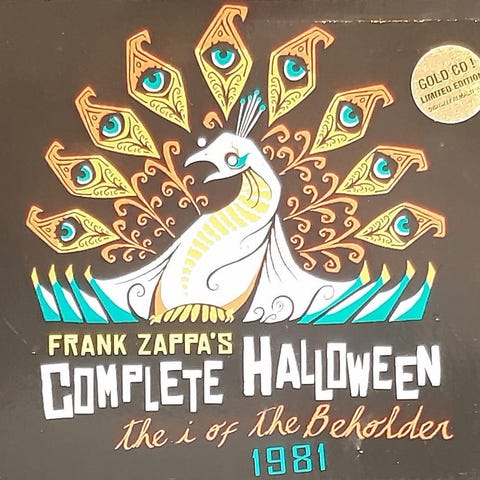 GOLD CD!
LIMITED EDITION
FRANK ZAPPA'S
COMPLETE HALLOWEEN
the i of the Beholder
1981